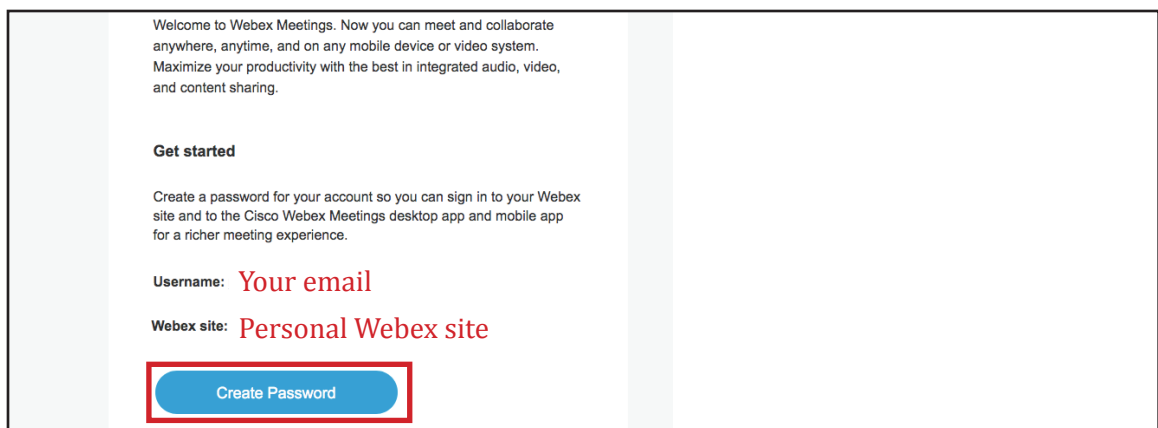 Welcome to Webex Meetings. Now you can meet and collaborate
anywhere, anytime, and on any mobile device or video system.
Maximize your productivity with the best in integrated audio, video,
and content sharing.
Get started
Create a password for your account so you can sign in to your Webex
site and to the Cisco Webex Meetings desktop app and mobile app
for a richer meeting experience.
Username: Your email
Webex site: Personal Webex site
Create Password